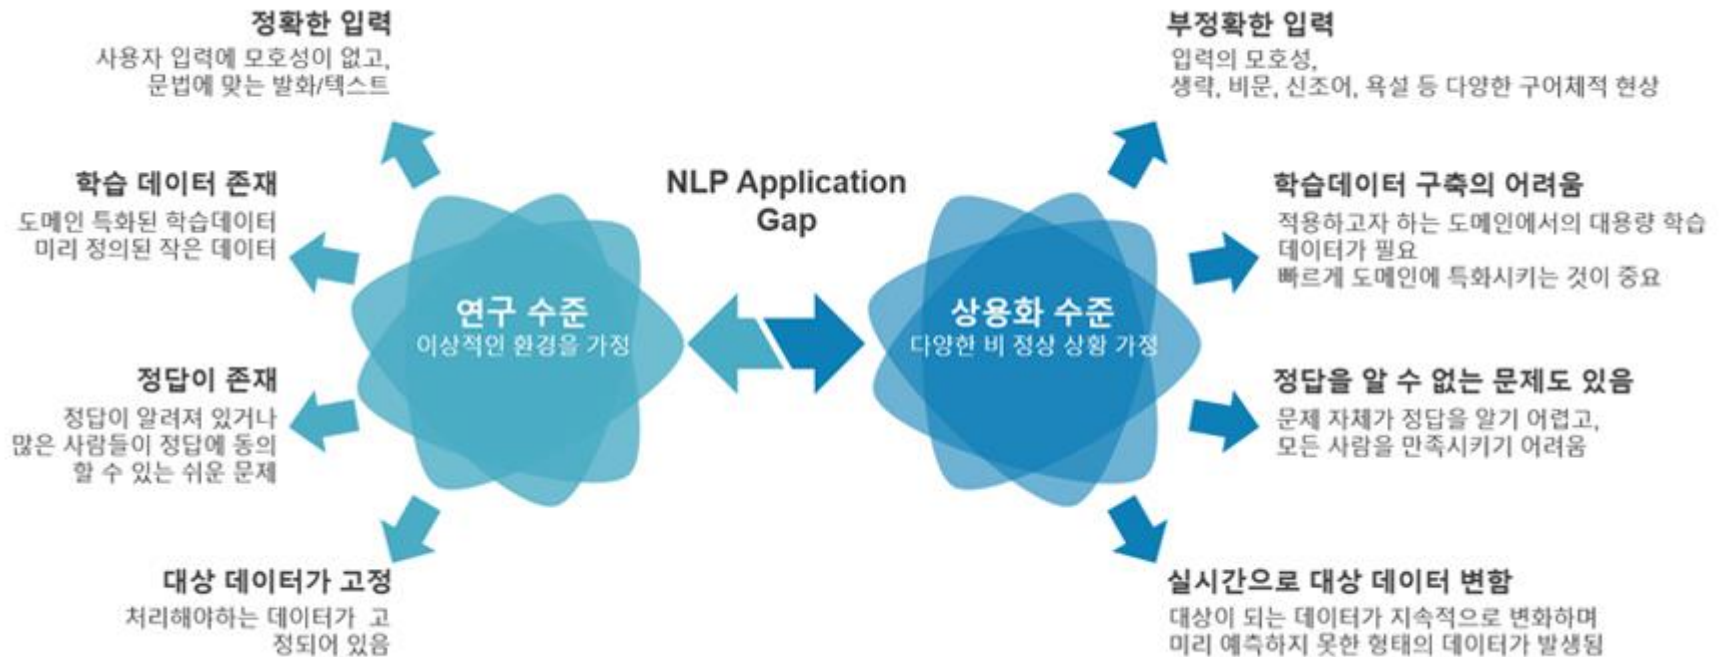 정확한 입력
사용자 입력에 모호성이 없고,
문법에 맞는 발화/텍스트
학습 데이터 존재
도메인 특화된 학습데이터
미리 정의된 작은 데이터
정답이 존재
정답이 알려져 있거나
많은 사람들이 정답에 동의
할 수 있는 쉬운 문제
대상 데이터가 고정
처리해야하는 데이터가 고
정되어 있음
연구 수준
이상적인 환경을 가정
NLP Application
Gap
상용화 수준
다양한 비 정상 상황 가정
부정확한 입력
입력의 모호성,
생략, 비문, 신조어, 욕설 등 다양한 구어체적 현상
학습데이터 구축의 어려움
적용하고자 하는 도메인에서의 대용량 학습
데이터가 필요
빠르게 도메인에 특화시키는 것이 중요
정답을 알 수 없는 문제도 있음
문제 자체가 정답을 알기 어렵고,
모든 사람을 만족시키기 어려움
실시간으로 대상 데이터 변함
대상이 되는 데이터가 지속적으로 변화하며
미리 예측하지 못한 형태의 데이터가 발생됨